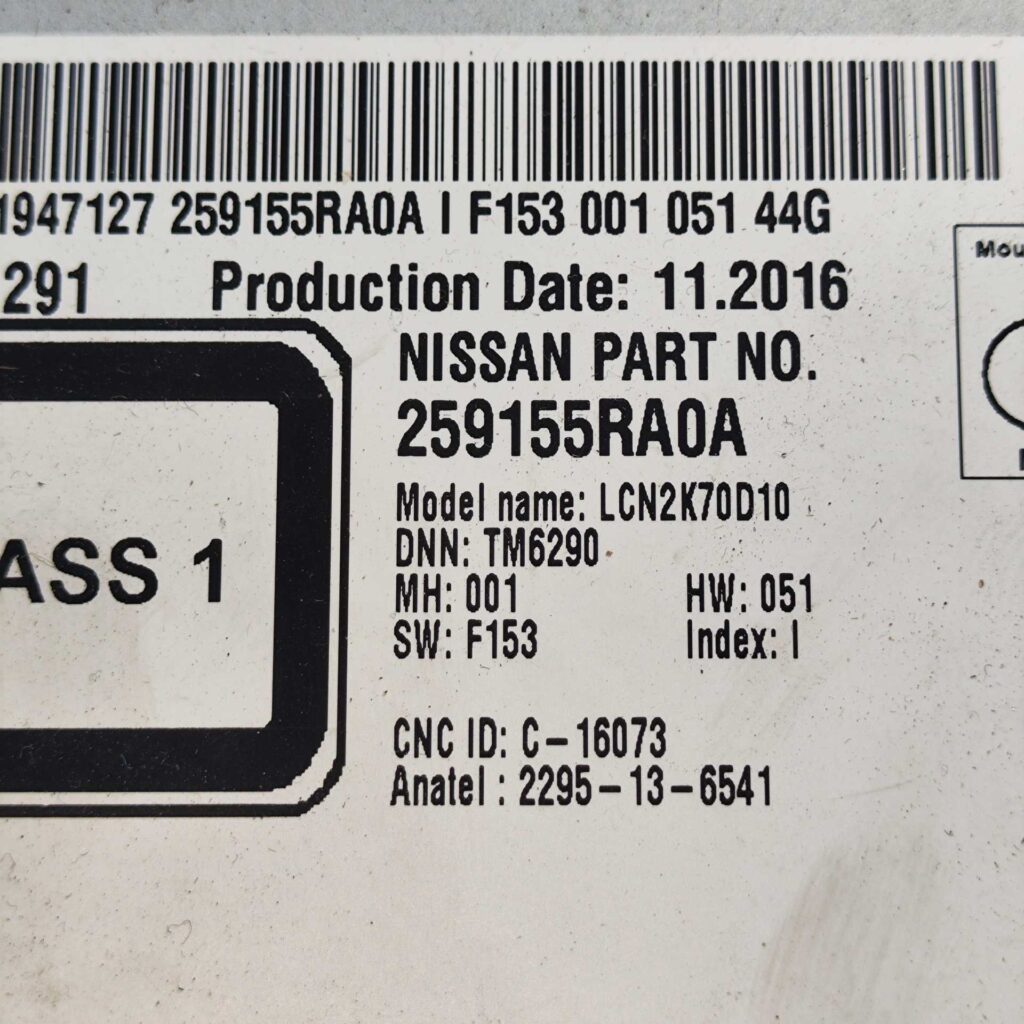 1947127 259155RA0A I F153 001 051 44G
291 Production Date: 11.2016
NISSAN PART NO.
259155RA0A
Model name: LCN2K70D10
DNN: TM6290
MH: 001 HW: 051
SW: F153 Index: I
ASS 1
CNC ID: C-16073
Anatel : 2295-13-6541
Mou